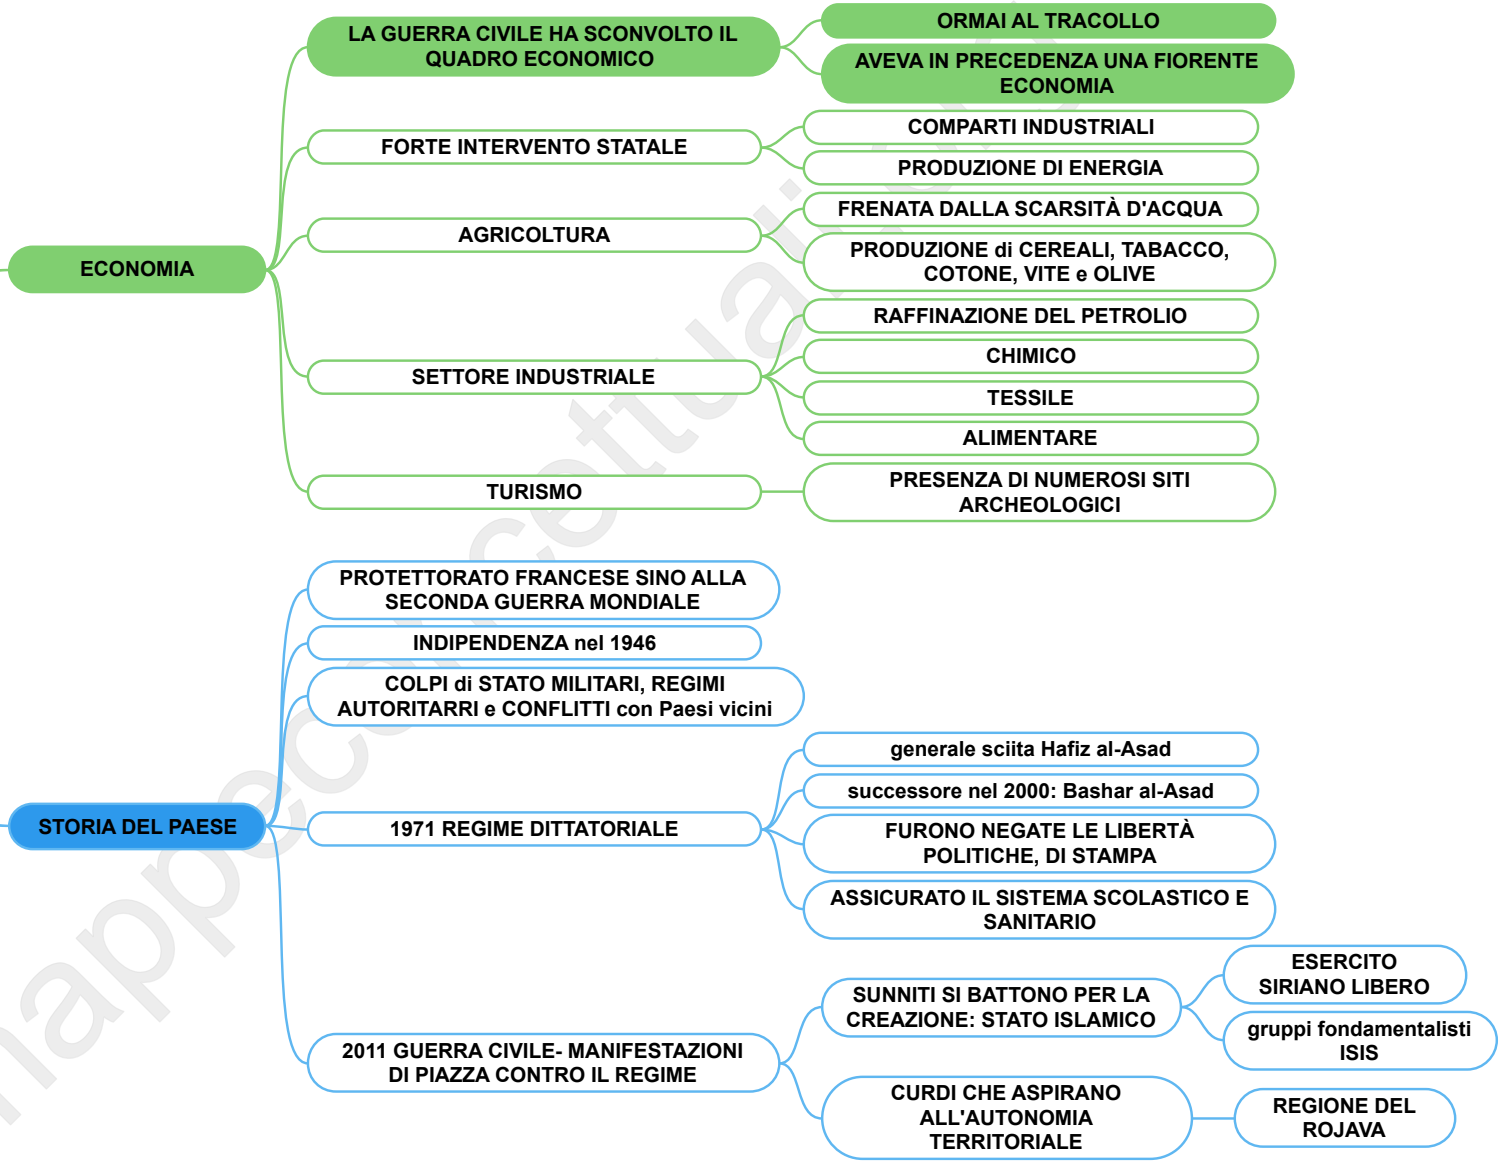 LA GUERRA CIVILE HA SCONVOLTO IL
QUADRO ECONOMICO
ORMAI AL TRACOLLO
AVEVA IN PRECEDENZA UNA FIORENTE
ECONOMIA
FORTE INTERVENTO STATALE
COMPARTI INDUSTRIALI
PRODUZIONE DI ENERGIA
ECONOMIA
AGRICOLTURA
FRENATA DALLA SCARSITÀ D'ACQUA
PRODUZIONE di CEREALI, TABACCO,
COTONE, VITE e OLIVE
SETTORE INDUSTRIALE
RAFFINAZIONE DEL PETROLIO
CHIMICO
TESSILE
ALIMENTARE
TURISMO
PRESENZA DI NUMEROSI SITI
ARCHEOLOGICI
PROTETTORATO FRANCESE SINO ALLA
SECONDA GUERRA MONDIALE
INDIPENDENZA nel 1946
COLPI di STATO MILITARI, REGIMI
AUTORITARRI e CONFLITTI con Paesi vicini
STORIA DEL PAESE
1971 REGIME DITTATORIALE
generale sciita Hafiz al-Asad
successore nel 2000: Bashar al-Asad
FURONO NEGATE LE LIBERTÀ
POLITICHE, DI STAMPA
ASSICURATO IL SISTEMA SCOLASTICO E
SANITARIO
2011 GUERRA CIVILE- MANIFESTAZIONI
DI PIAZZA CONTRO IL REGIME
SUNNITI SI BATTONO PER LA
CREAZIONE: STATO ISLAMICO
ESERCITO
SIRIANO LIBERO
gruppi fondamentalisti
ISIS
CURDI CHE ASPIRANO
ALL'AUTONOMIA
TERRITORIALE
REGIONE DEL
ROJAVA